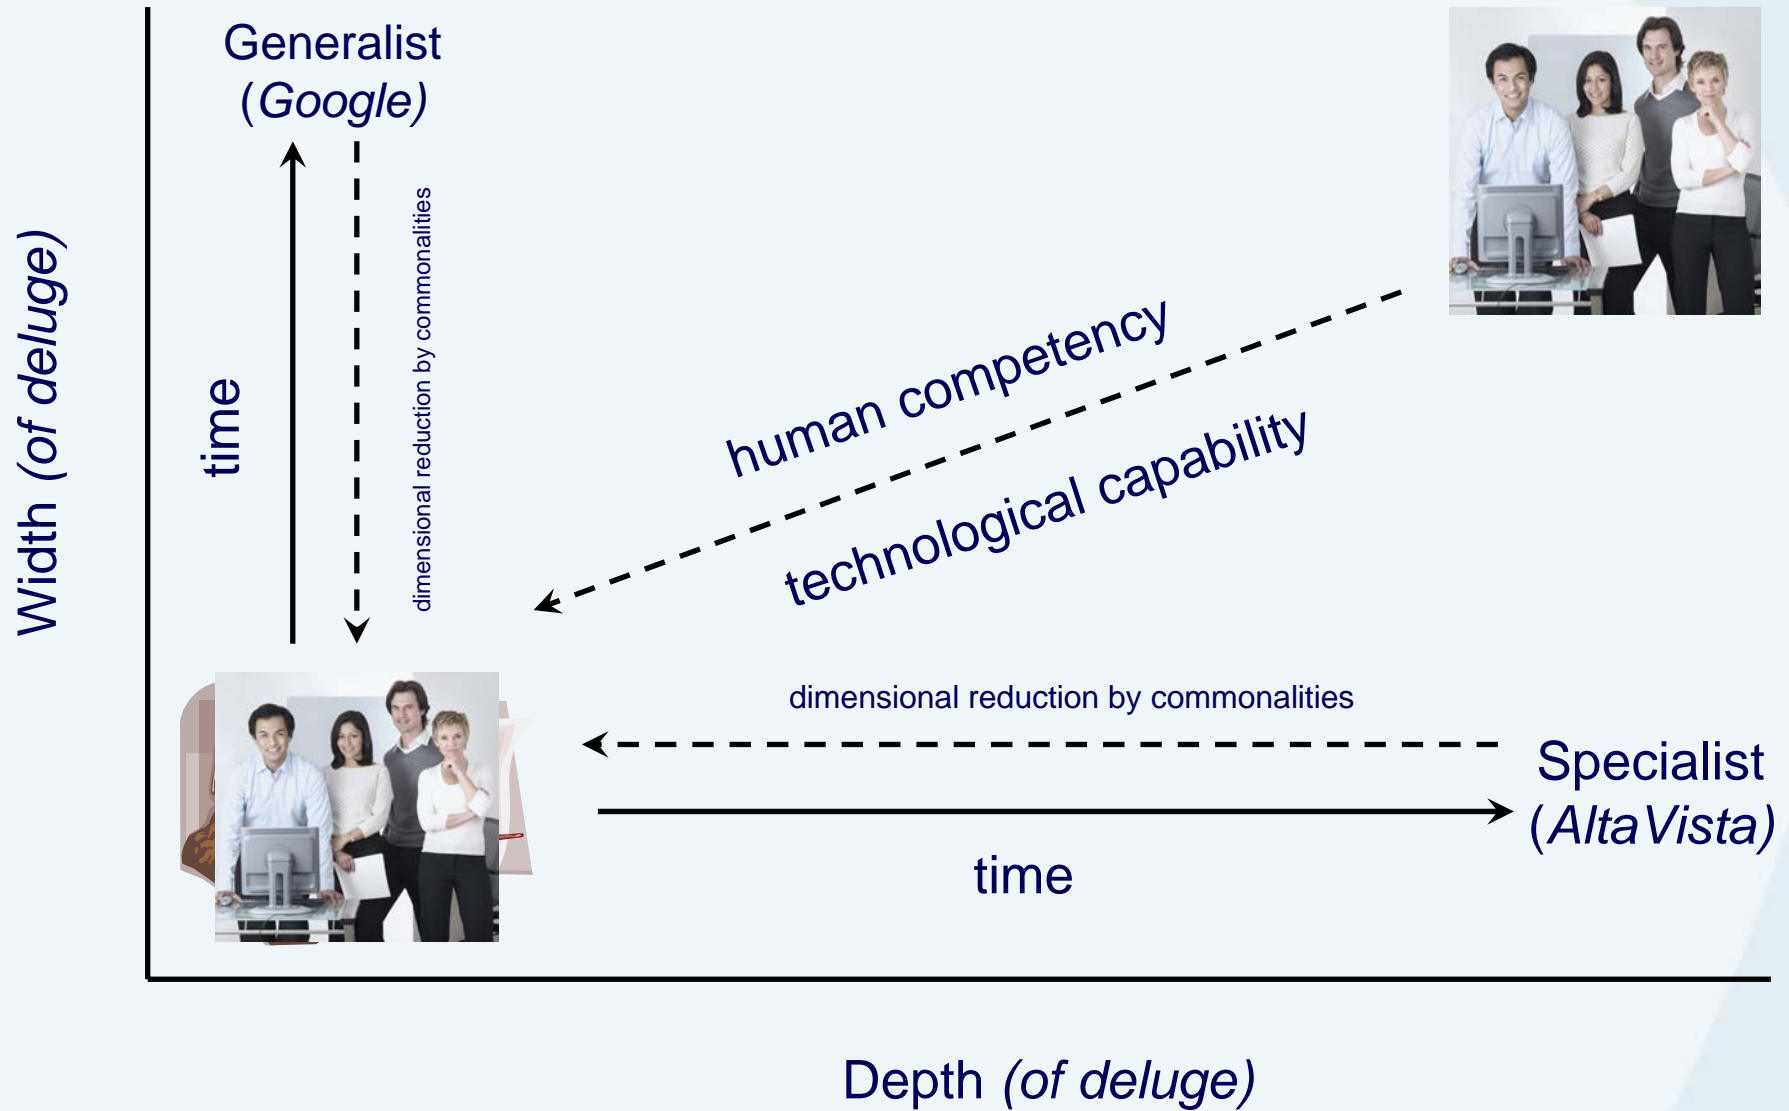 Generalist
(Google)
Width (of deluge)
time
dimensional reduction by commonalities
human competency
technological capability
dimensional reduction by commonalities
Specialist
(AltaVista)
time
Depth (of deluge)